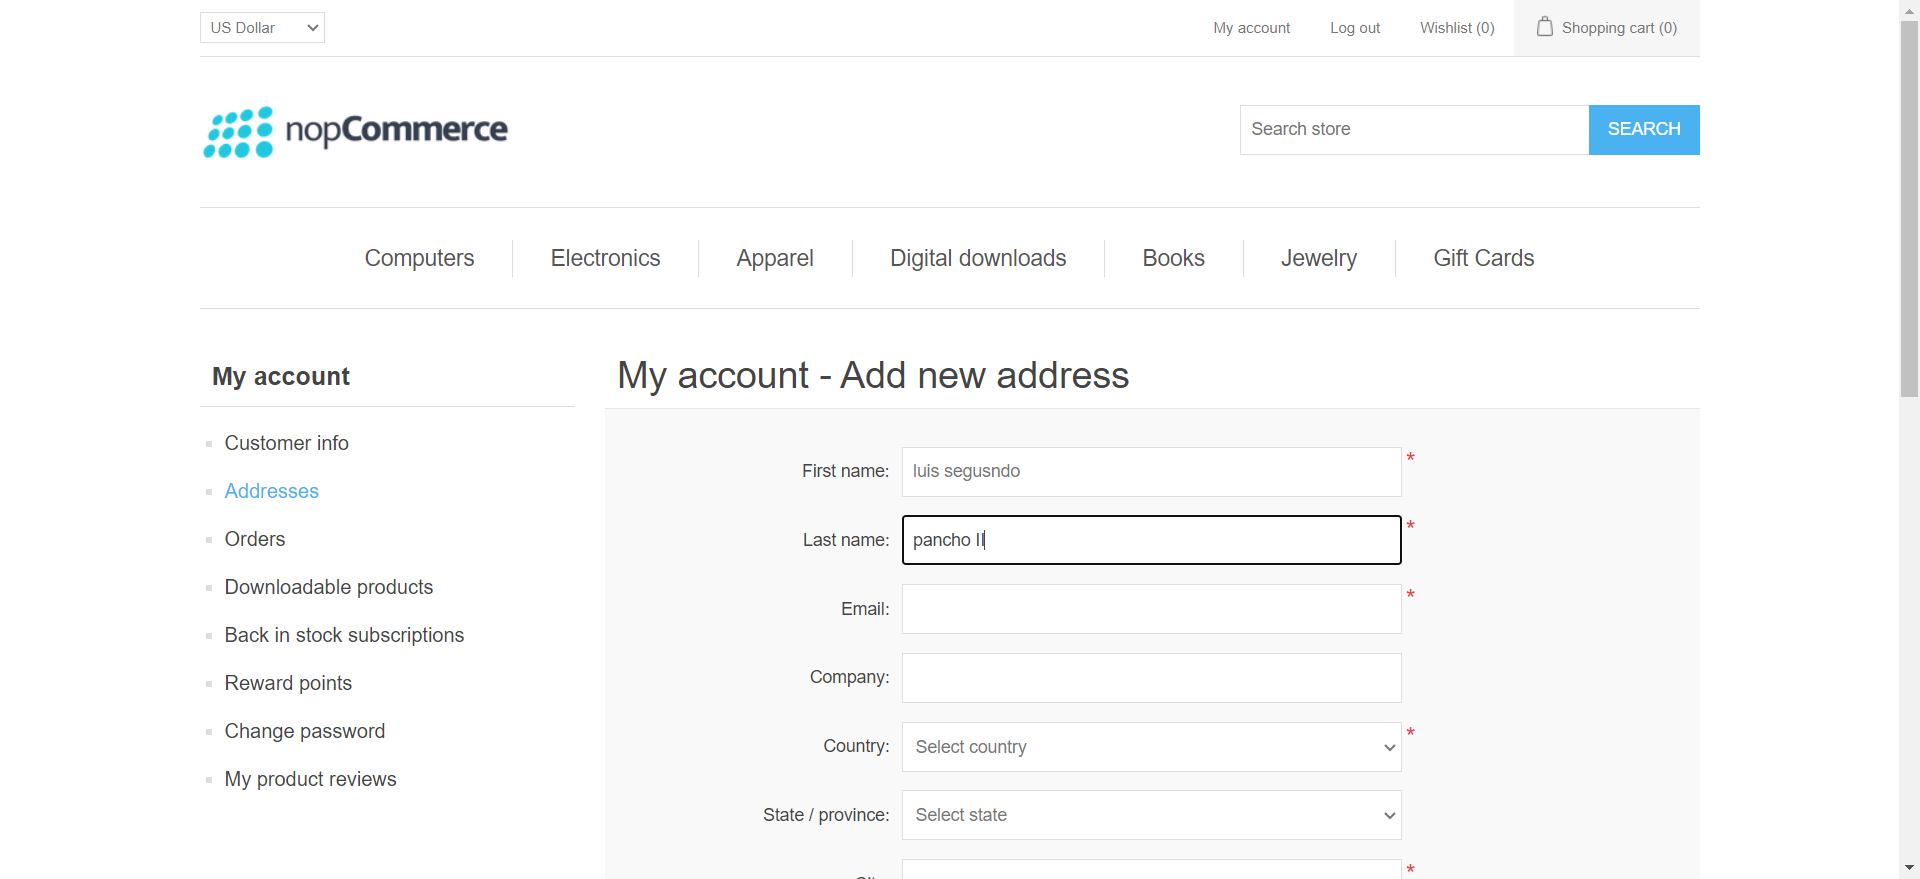 US Dollar
My account
Log out
Wishlist (0)
Shopping cart (0)
nopCommerce
Search store
SEARCH
Computers
Electronics
Apparel
Digital downloads
Books
Jewelry
Gift Cards
My account
Customer info
Addresses
Orders
Downloadable products
Back in stock subscriptions
Reward points
Change password
My product reviews
My account - Add new address
First name:
luis segusndo
*
Last name:
pancho II
*
Email:
*
Company:
Country:
Select country
*
State / province:
Select state
*